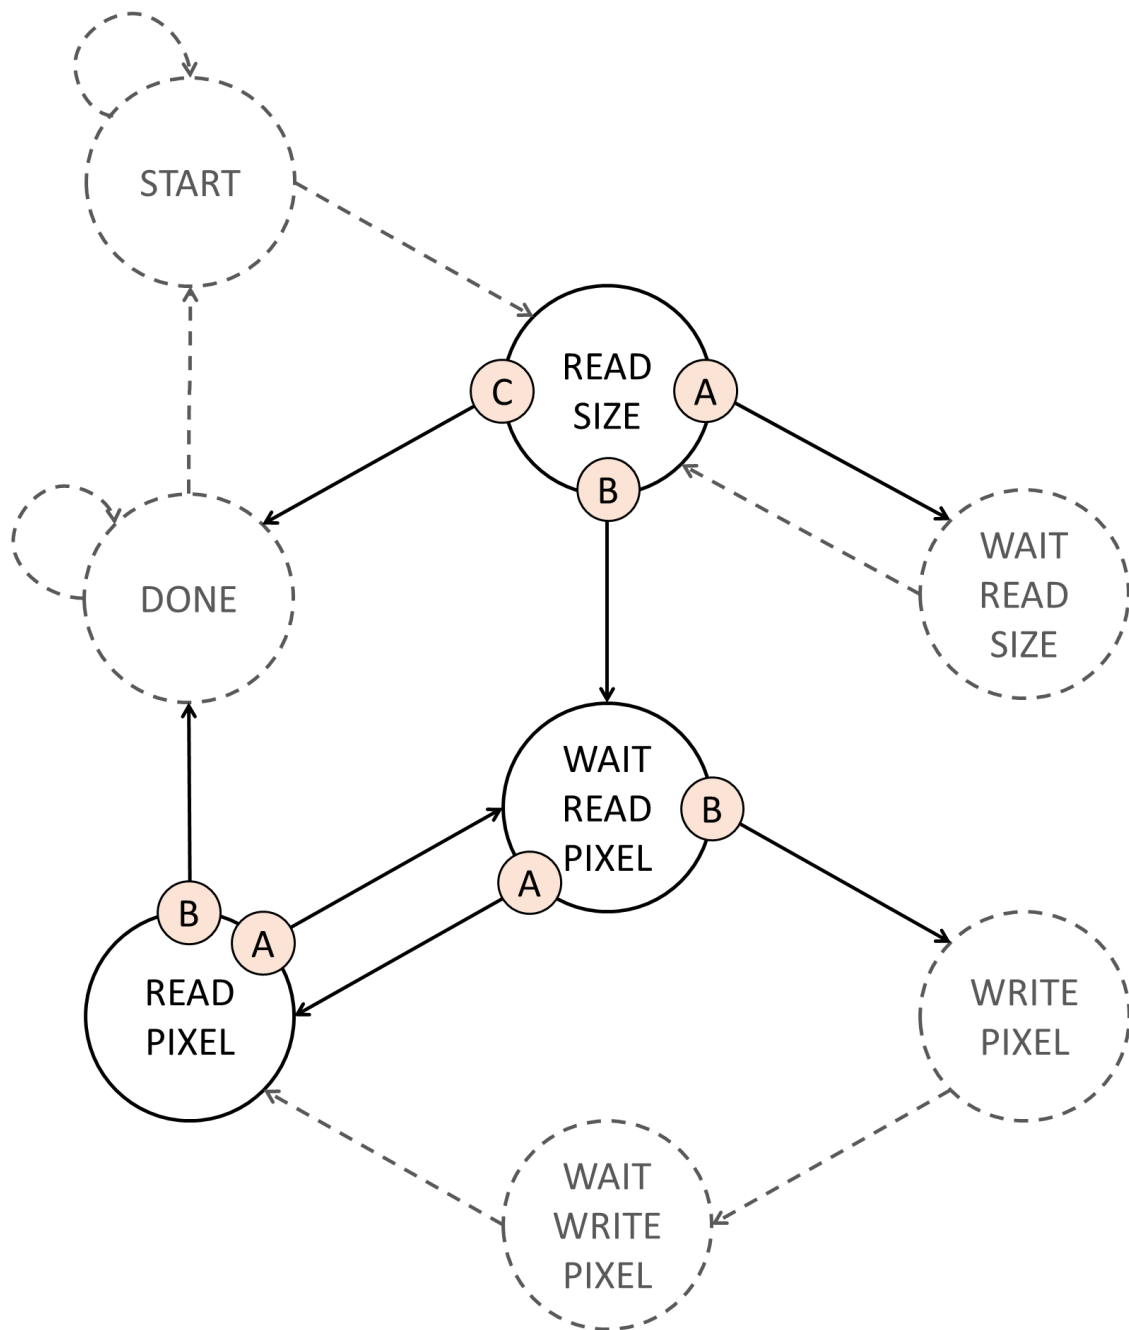 START
READ
SIZE
C
A
B
WAIT
READ
SIZE
DONE
WAIT
READ
PIXEL
B
A
B
A
READ
PIXEL
WRITE
PIXEL
WAIT
WRITE
PIXEL